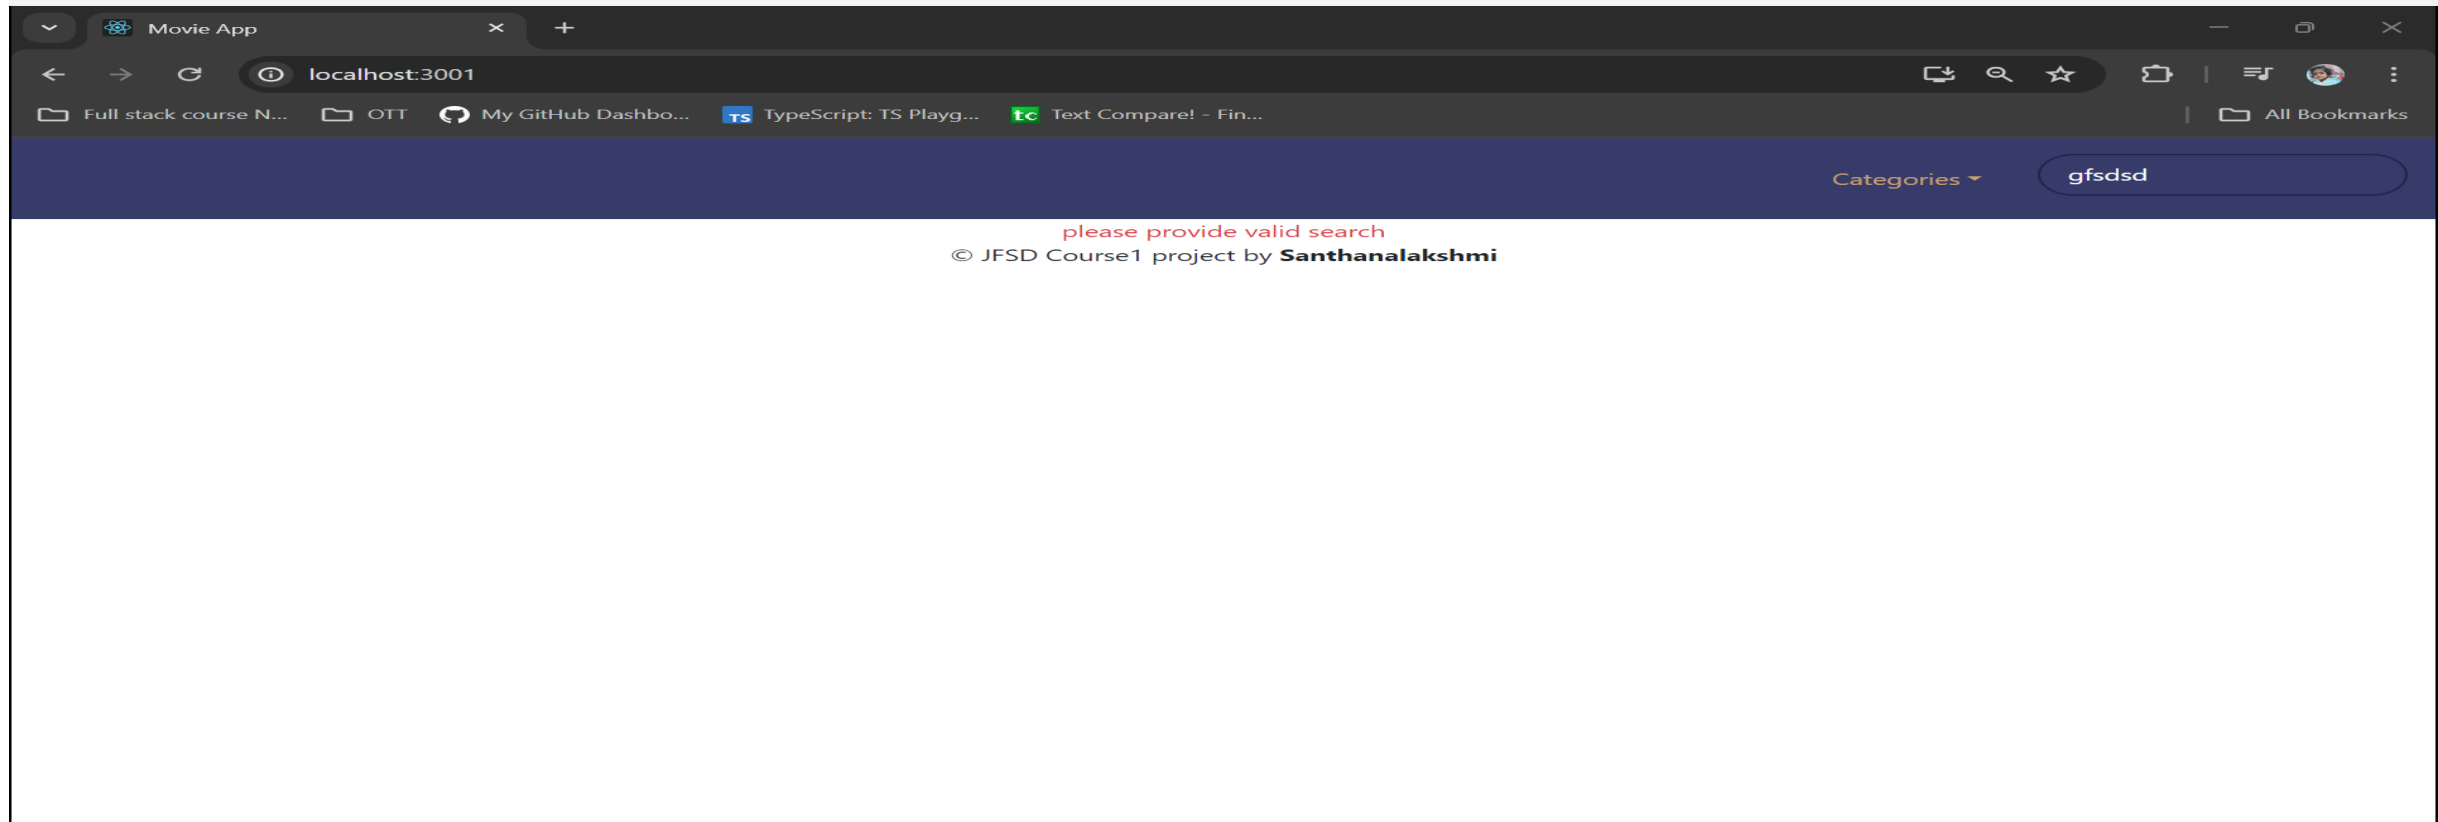 Movie App
localhost:3001
Full stack course N... OTT My GitHub Dashbo... TS TypeScript: TS Playg... tc Text Compare! - Fin... All Bookmarks
Categories gfsdsd
please provide valid search
© JFSD Course1 project by Santhanalakshmi